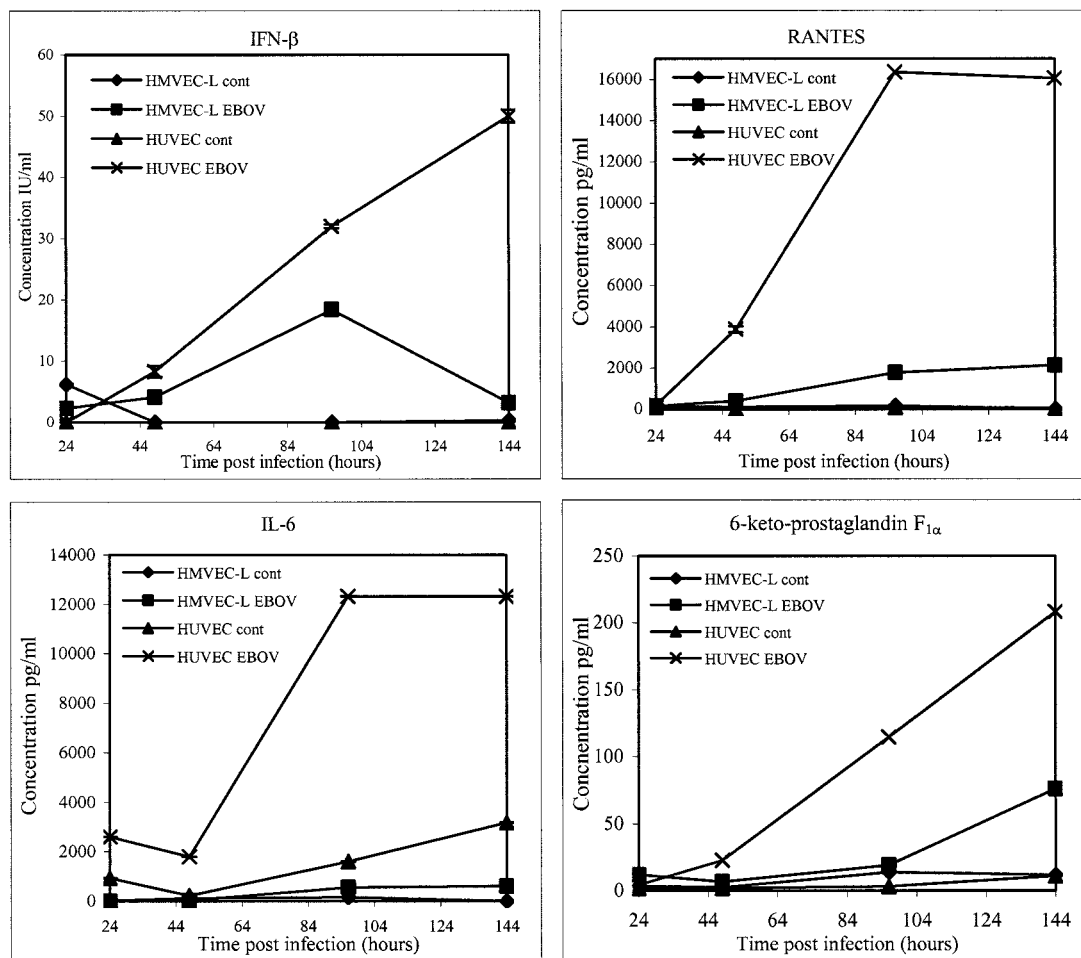 IFN-β
60
50
40
30
20
10
0
Concentration IU/ml
HMVEC-L cont
HMVEC-L EBOV
HUVEC cont
HUVEC EBOV
24 44 64 84 104 124 144
Time post infection (hours)
RANTES
16000
14000
12000
10000
8000
6000
4000
2000
0
Concentration pg/ml
HMVEC-L cont
HMVEC-L EBOV
HUVEC cont
HUVEC EBOV
24 44 64 84 104 124 144
Time post infection (hours)
IL-6
14000
12000
10000
8000
6000
4000
2000
0
Concentration pg/ml
HMVEC-L cont
HMVEC-L EBOV
HUVEC cont
HUVEC EBOV
24 44 64 84 104 124 144
Time post infection (hours)
6-keto-prostaglandin F1α
250
200
150
100
50
0
Concnentration pg/ml
HMVEC-L cont
HMVEC-L EBOV
HUVEC cont
HUVEC EBOV
24 44 64 84 104 124 144
Time post infection (hours)